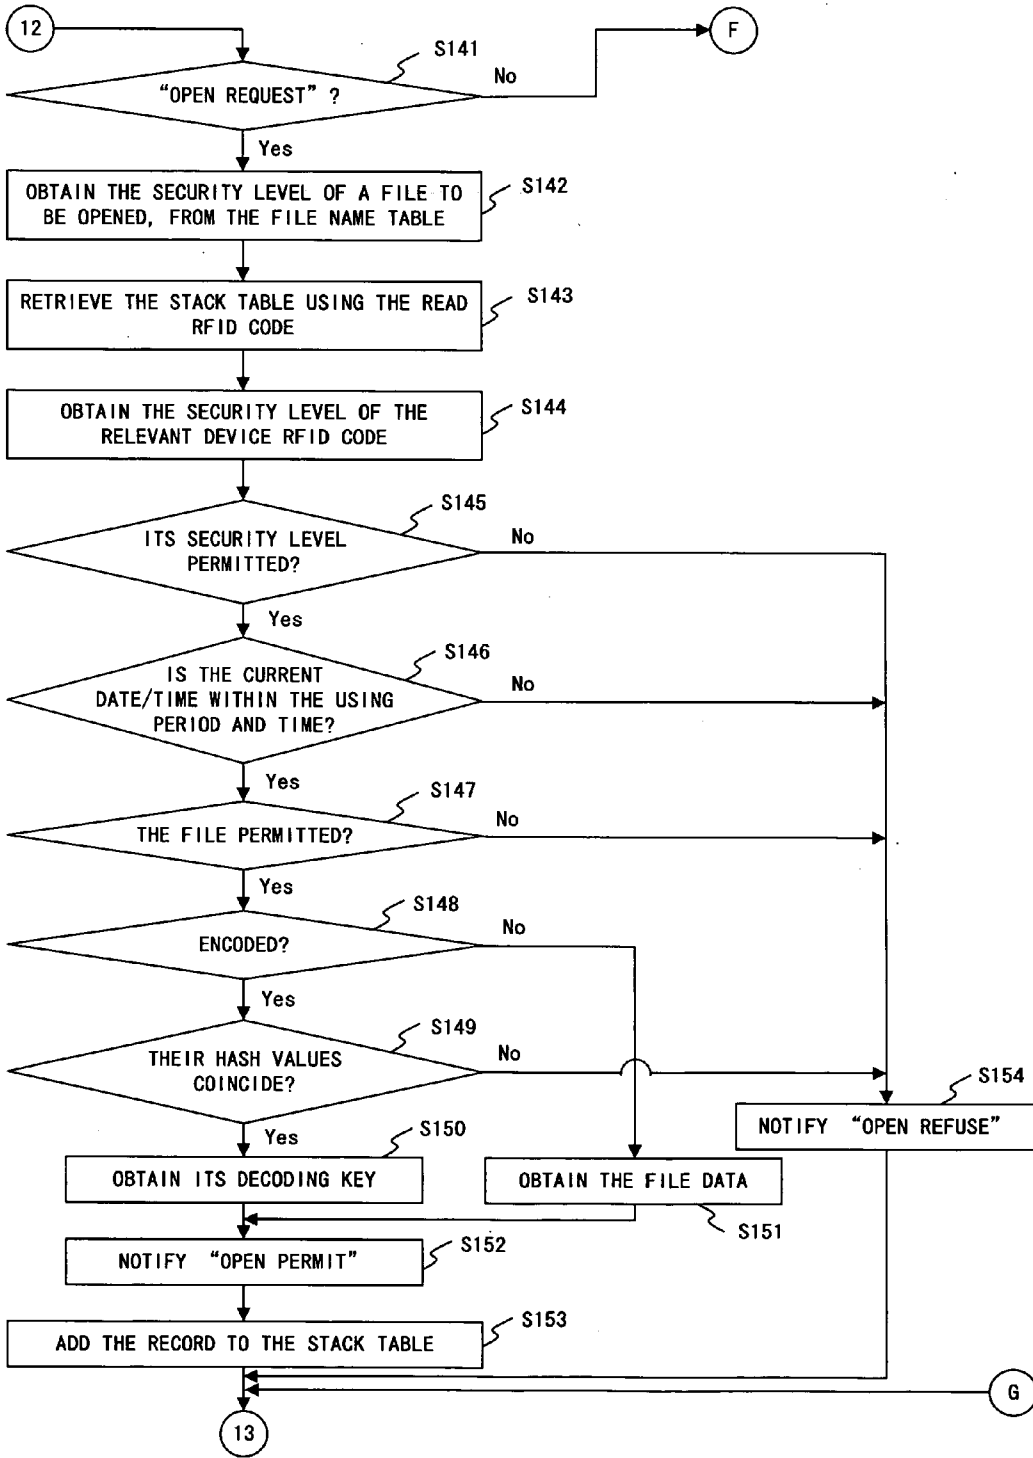 12
F
S141
"OPEN REQUEST" ?
No
Yes
S142
OBTAIN THE SECURITY LEVEL OF A FILE TO
BE OPENED, FROM THE FILE NAME TABLE
S143
RETRIEVE THE STACK TABLE USING THE READ
RFID CODE
S144
OBTAIN THE SECURITY LEVEL OF THE
RELEVANT DEVICE RFID CODE
S145
ITS SECURITY LEVEL
PERMITTED?
No
Yes
S146
IS THE CURRENT
DATE/TIME WITHIN THE USING
PERIOD AND TIME?
No
Yes
S147
THE FILE PERMITTED?
No
Yes
S148
ENCODED?
No
Yes
S149
THEIR HASH VALUES
COINCIDE?
No
Yes
S154
NOTIFY "OPEN REFUSE"
S150
OBTAIN ITS DECODING KEY
OBTAIN THE FILE DATA
S151
S152
NOTIFY "OPEN PERMIT"
S153
ADD THE RECORD TO THE STACK TABLE
G
13